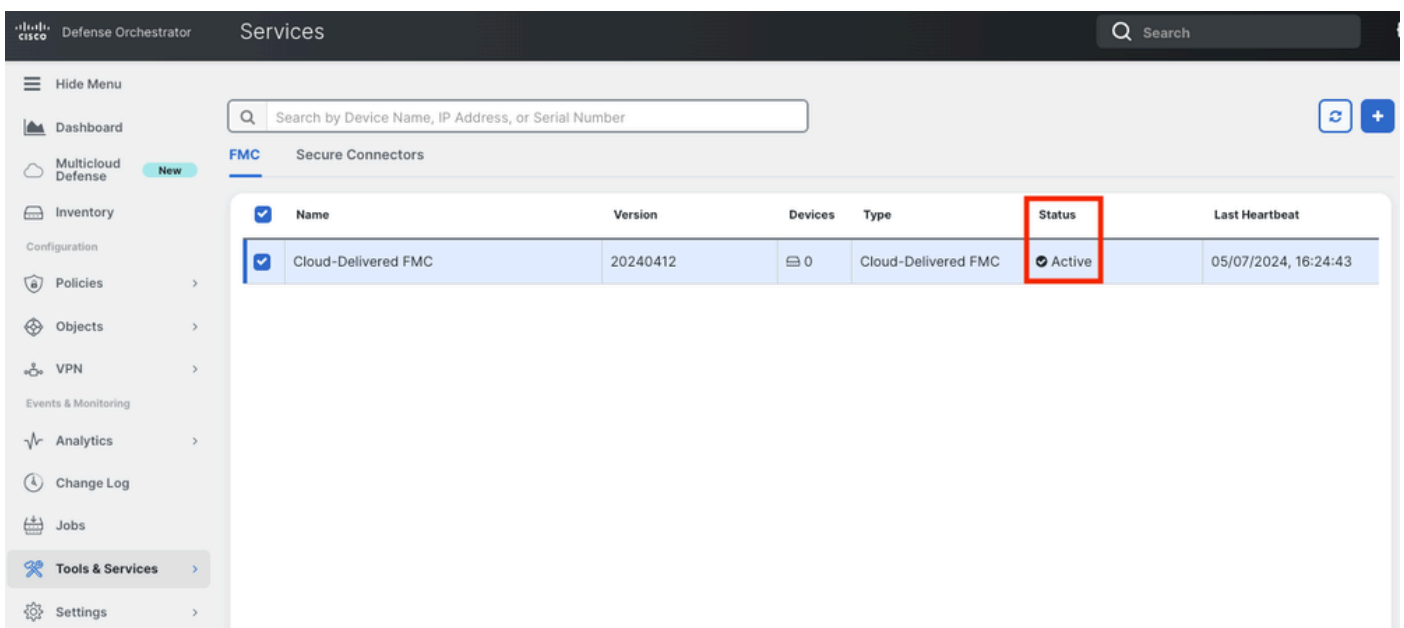 cisco Defense Orchestrator Services Search
Hide Menu
Search by Device Name, IP Address, or Serial Number
Dashboard
FMC Secure Connectors
Multicloud
Defense New
Inventory
Name Version Devices Type Status Last Heartbeat
Configuration
Cloud-Delivered FMC 20240412 0 Cloud-Delivered FMC Active 05/07/2024, 16:24:43
Policies
Objects
VPN
Events & Monitoring
Analytics
Change Log
Jobs
Tools & Services
Settings